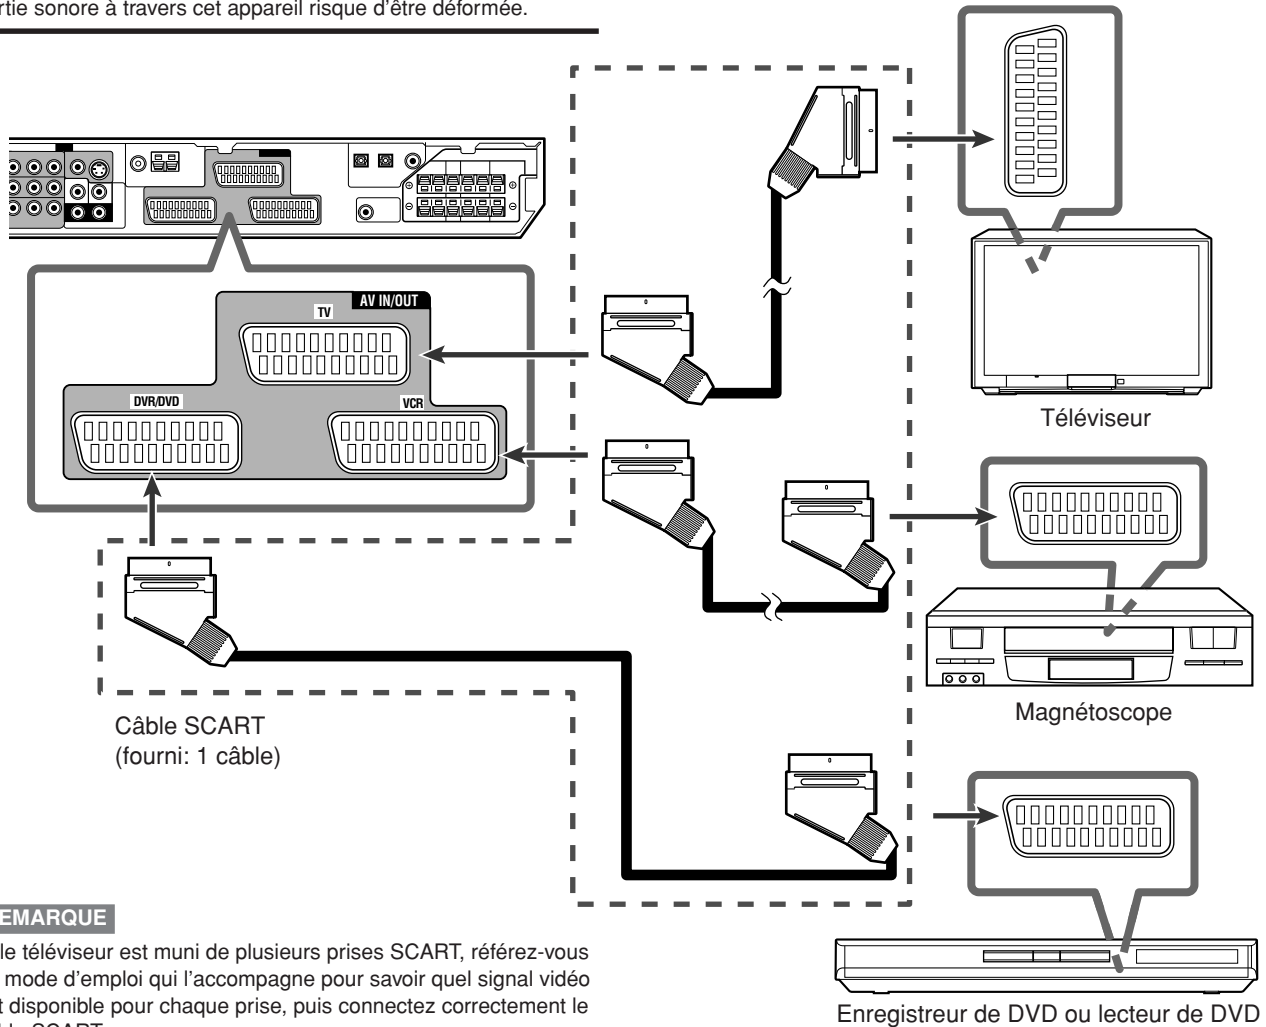 rtie sonore à travers cet appareil risque d'être déformée.
AV IN/OUT
TV
DVR/DVD
VCR
Téléviseur
Magnétoscope
Câble SCART
(fourni: 1 câble)
EMARQUE
le téléviseur est muni de plusieurs prises SCART, référez-vous
mode d'emploi qui l'accompagne pour savoir quel signal vidéo
t disponible pour chaque prise, puis connectez correctement le
SCART
Enregistreur de DVD ou lecteur de DVD